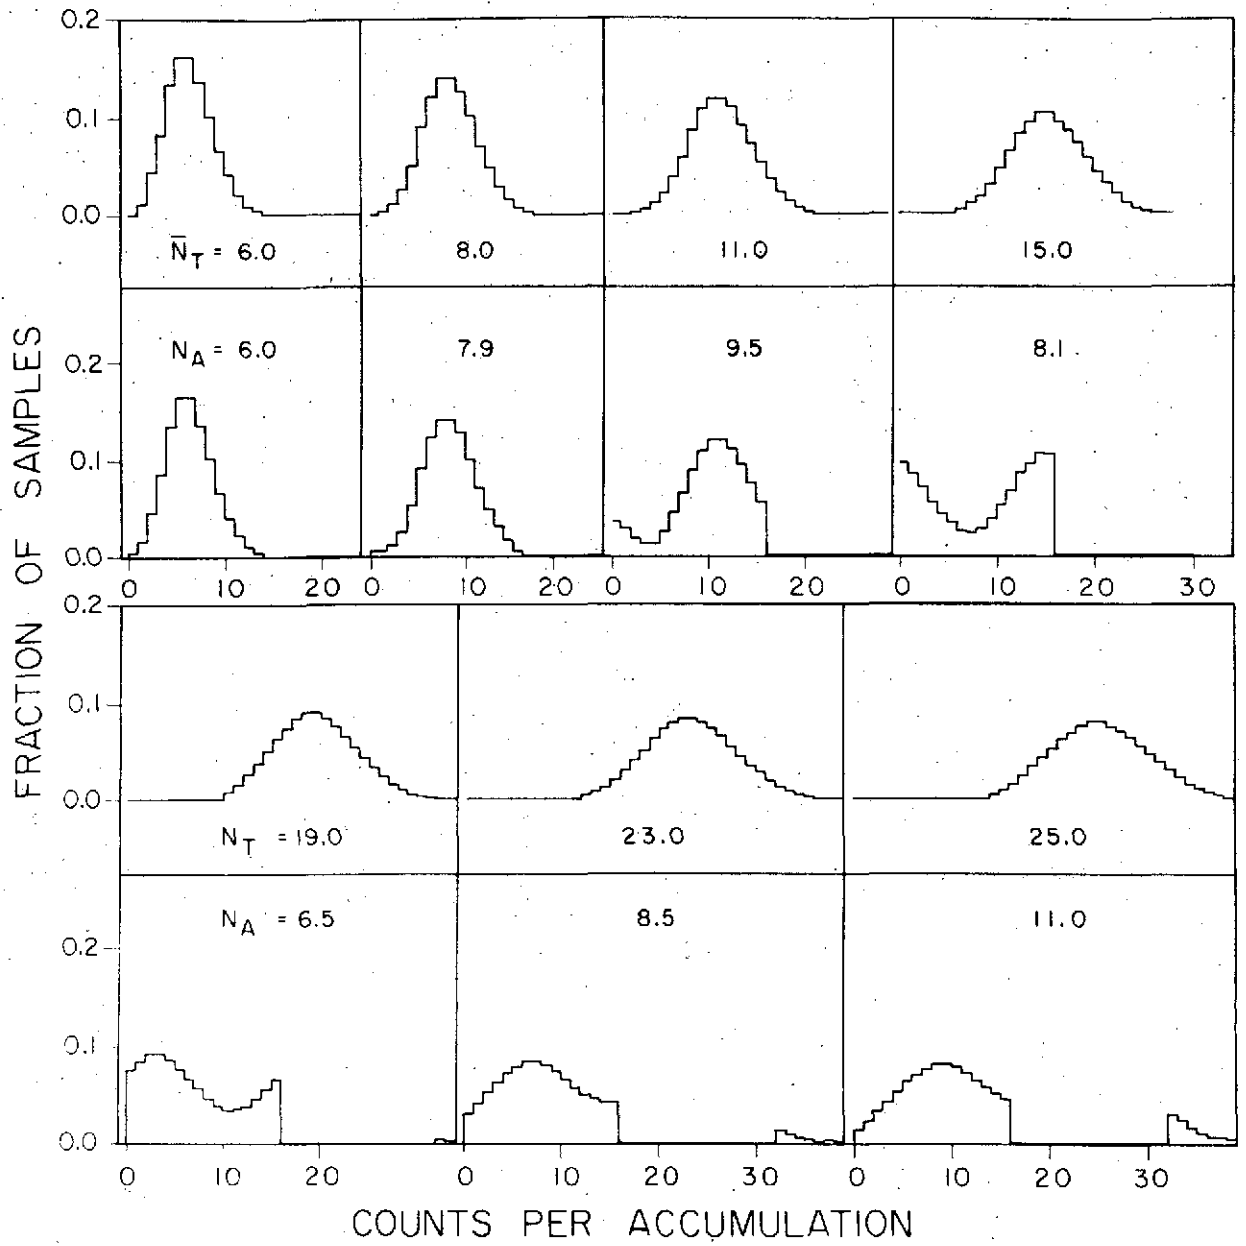 FRACTION OF SAMPLES
0.2
0.1
0.0
N̄T = 6.0 8.0 11.0 15.0
NA = 6.0 7.9 9.5 8.1
0.2
0.1
0.0
0 10 20 0 10 20 0 10 20 0 10 20 30
0.2
0.1
0.0
NT = 19.0 23.0 25.0
NA = 6.5 8.5 11.0
0.2
0.1
0.0
0 10 20 0 10 20 30 0 10 20 30
COUNTS PER ACCUMULATION